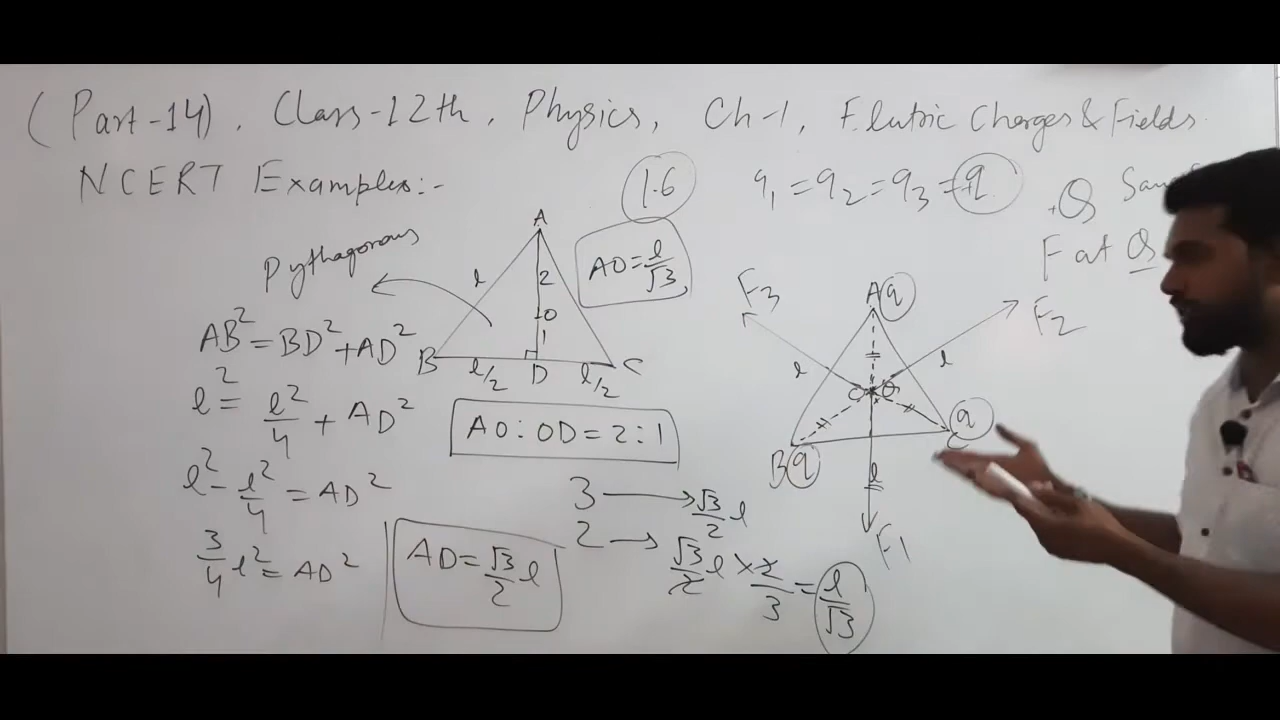 (Part-14), Class-12th, Physics, Ch-1, Electric Charges & Fields
NCERT Examples:-
1.6
q₁=q₂=q₃=q
+Q Sam
F at Q
Pythagorous
A
l
2
O
1
B
l/2
D
l/2
C
AO=l/√3
AB²=BD²+AD²
l²=l²/4+AD²
l²-l²/4=AD²
3/4 l²=AD²
AD=√3/2 l
AO:OD=2:1
3→√3/2 l
2→√3/2 l×2/3=l/√3
F3
A q
F2
l
l
O Q
B q
q
C
l
F1